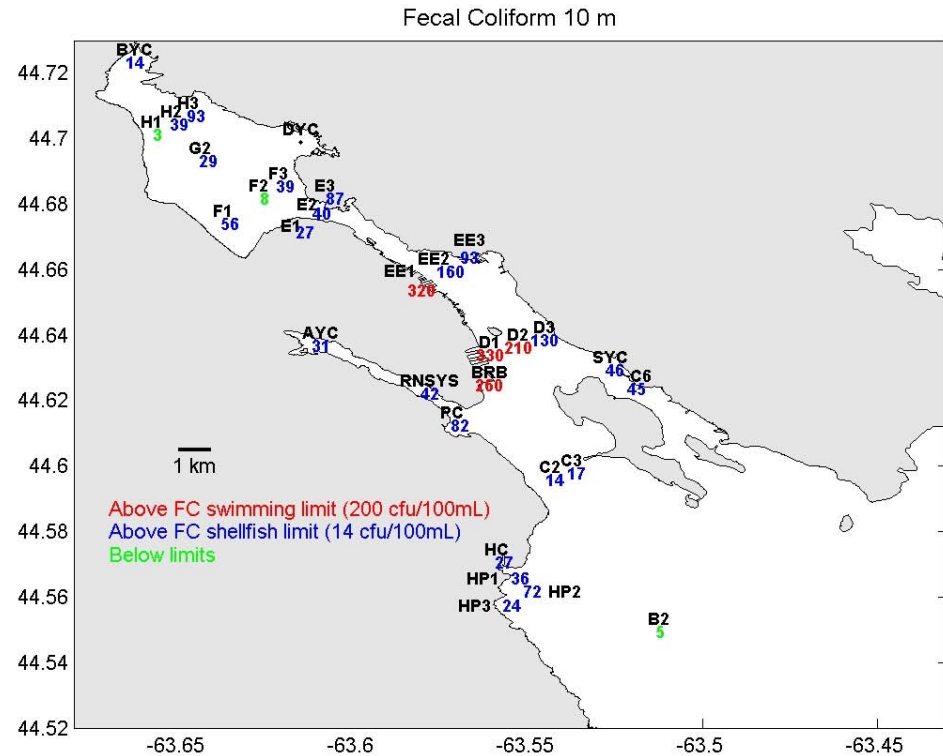 Fecal Coliform 10 m
44.72
44.7
44.68
44.66
44.64
44.62
44.6
44.58
44.56
44.54
44.52
BYC
14
H3
93
H2
39
H1
3
DYC
G2
29
F3
39
F2
8
E3
87
E2
40
F1
56
E1
27
EE3
93
EE2
160
EE1
320
AYC
31
D3
130
D2
210
D1
330
SYC
46
BRB
260
C6
45
RNSYS
42
PC
82
1 km
C3
17
C2
14
Above FC swimming limit (200 cfu/100mL)
Above FC shellfish limit (14 cfu/100mL)
Below limits
HC
27
HP1 36
72 HP2
HP3 24
B2
5
-63.65
-63.6
-63.55
-63.5
-63.45